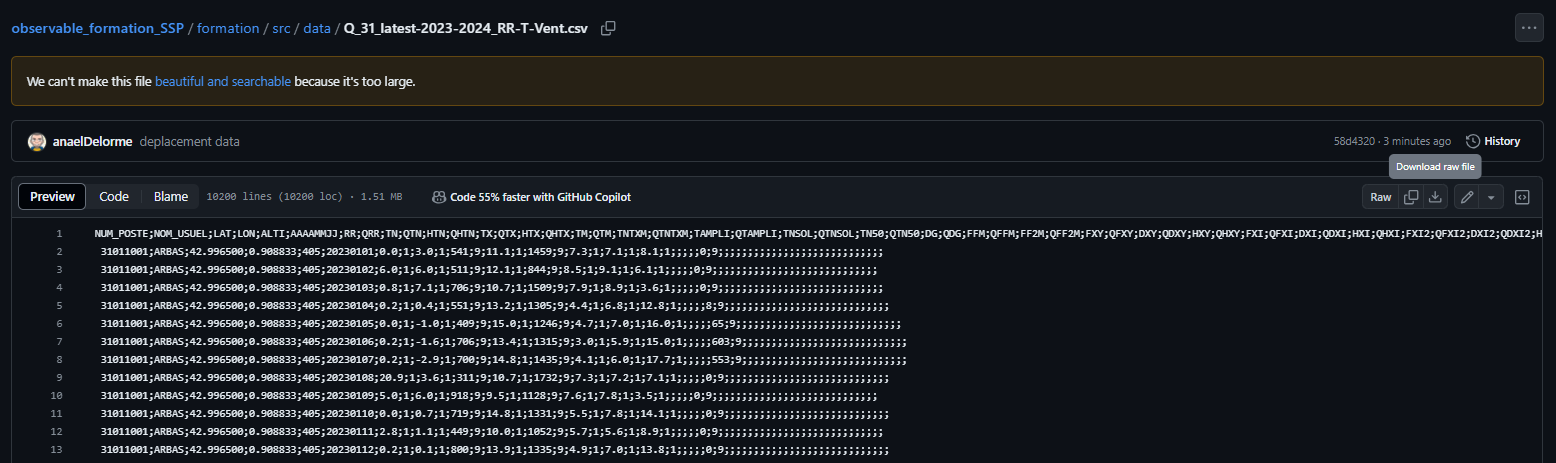 observable_formation_SSP / formation / src / data / Q_31_latest-2023-2024_RR-T-Vent.csv
We can't make this file beautiful and searchable because it's too large.
anaelDelorme deplacement data 58d4320 · 3 minutes ago History
Download raw file
Preview Code Blame 10200 lines (10200 loc) · 1.51 MB Code 55% faster with GitHub Copilot Raw
1 NUM_POSTE;NOM_USUEL;LAT;LON;ALTI;AAAAMMJJ;RR;QRR;TN;QTN;HTN;QHTN;TX;QTX;HTX;QHTX;TM;QTM;TNTXM;QTNTXM;TAMPLI;QTAMPLI;TNSOL;QTNSOL;TN50;QTN50;DG;QDG;FFM;QFFM;FF2M;QFF2M;FXY;QFXY;DXY;QDXY;HXY;QHXY;FXI;QFXI;DXI;QDXI;HXI;QHXI;FXI2;QFXI2;DXI2;QDXI2;H
2 31011001;ARBAS;42.996500;0.908833;405;20230101;0.0;1;3.0;1;541;9;11.1;1;1459;9;7.3;1;7.1;1;8.1;1;;;;;0;9;;;;;;;;;;;;;;;;;;;;;;;;;;;;
3 31011001;ARBAS;42.996500;0.908833;405;20230102;6.0;1;6.0;1;511;9;12.1;1;844;9;8.5;1;9.1;1;6.1;1;;;;;0;9;;;;;;;;;;;;;;;;;;;;;;;;;;;;
4 31011001;ARBAS;42.996500;0.908833;405;20230103;0.8;1;7.1;1;706;9;10.7;1;1509;9;7.9;1;8.9;1;3.6;1;;;;;0;9;;;;;;;;;;;;;;;;;;;;;;;;;;;;
5 31011001;ARBAS;42.996500;0.908833;405;20230104;0.2;1;0.4;1;551;9;13.2;1;1305;9;4.4;1;6.8;1;12.8;1;;;;;8;9;;;;;;;;;;;;;;;;;;;;;;;;;;;;
6 31011001;ARBAS;42.996500;0.908833;405;20230105;0.0;1;-1.0;1;409;9;15.0;1;1246;9;4.7;1;7.0;1;16.0;1;;;;;65;9;;;;;;;;;;;;;;;;;;;;;;;;;;;;
7 31011001;ARBAS;42.996500;0.908833;405;20230106;0.2;1;-1.6;1;706;9;13.4;1;1315;9;3.0;1;5.9;1;15.0;1;;;;;603;9;;;;;;;;;;;;;;;;;;;;;;;;;;;;
8 31011001;ARBAS;42.996500;0.908833;405;20230107;0.2;1;-2.9;1;700;9;14.8;1;1435;9;4.1;1;6.0;1;17.7;1;;;;;553;9;;;;;;;;;;;;;;;;;;;;;;;;;;;;
9 31011001;ARBAS;42.996500;0.908833;405;20230108;20.9;1;3.6;1;311;9;10.7;1;1732;9;7.3;1;7.2;1;7.1;1;;;;;0;9;;;;;;;;;;;;;;;;;;;;;;;;;;;;
10 31011001;ARBAS;42.996500;0.908833;405;20230109;5.0;1;6.0;1;918;9;9.5;1;1128;9;7.6;1;7.8;1;3.5;1;;;;;0;9;;;;;;;;;;;;;;;;;;;;;;;;;;;;
11 31011001;ARBAS;42.996500;0.908833;405;20230110;0.0;1;0.7;1;719;9;14.8;1;1331;9;5.5;1;7.8;1;14.1;1;;;;;0;9;;;;;;;;;;;;;;;;;;;;;;;;;;;;
12 31011001;ARBAS;42.996500;0.908833;405;20230111;2.8;1;1.1;1;449;9;10.0;1;1052;9;5.7;1;5.6;1;8.9;1;;;;;0;9;;;;;;;;;;;;;;;;;;;;;;;;;;;;
13 31011001;ARBAS;42.996500;0.908833;405;20230112;0.2;1;0.1;1;800;9;13.9;1;1335;9;4.9;1;7.0;1;13.8;1;;;;;0;9;;;;;;;;;;;;;;;;;;;;;;;;;;;;